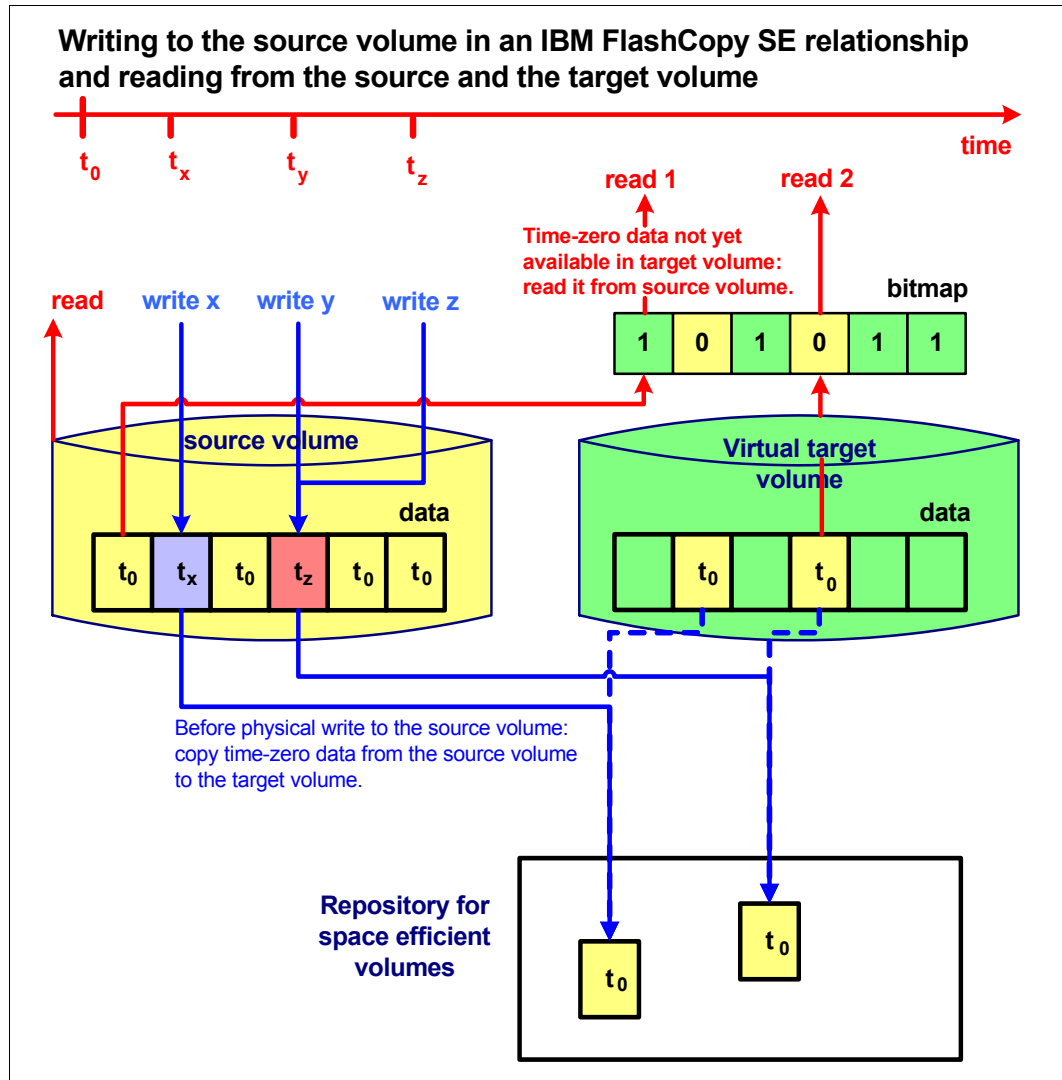 Writing to the source volume in an IBM FlashCopy SE relationship
and reading from the source and the target volume
time
t0 tx ty tz
read 1 read 2
Time-zero data not yet
available in target volume:
read it from source volume.
bitmap
read write x write y write z
1 0 1 0 1 1
source volume
Virtual target
volume
data
data
t0 tx t0 tz t0 t0
t0 t0
Before physical write to the source volume:
copy time-zero data from the source volume
to the target volume.
Repository for
space efficient
volumes
t0
t0